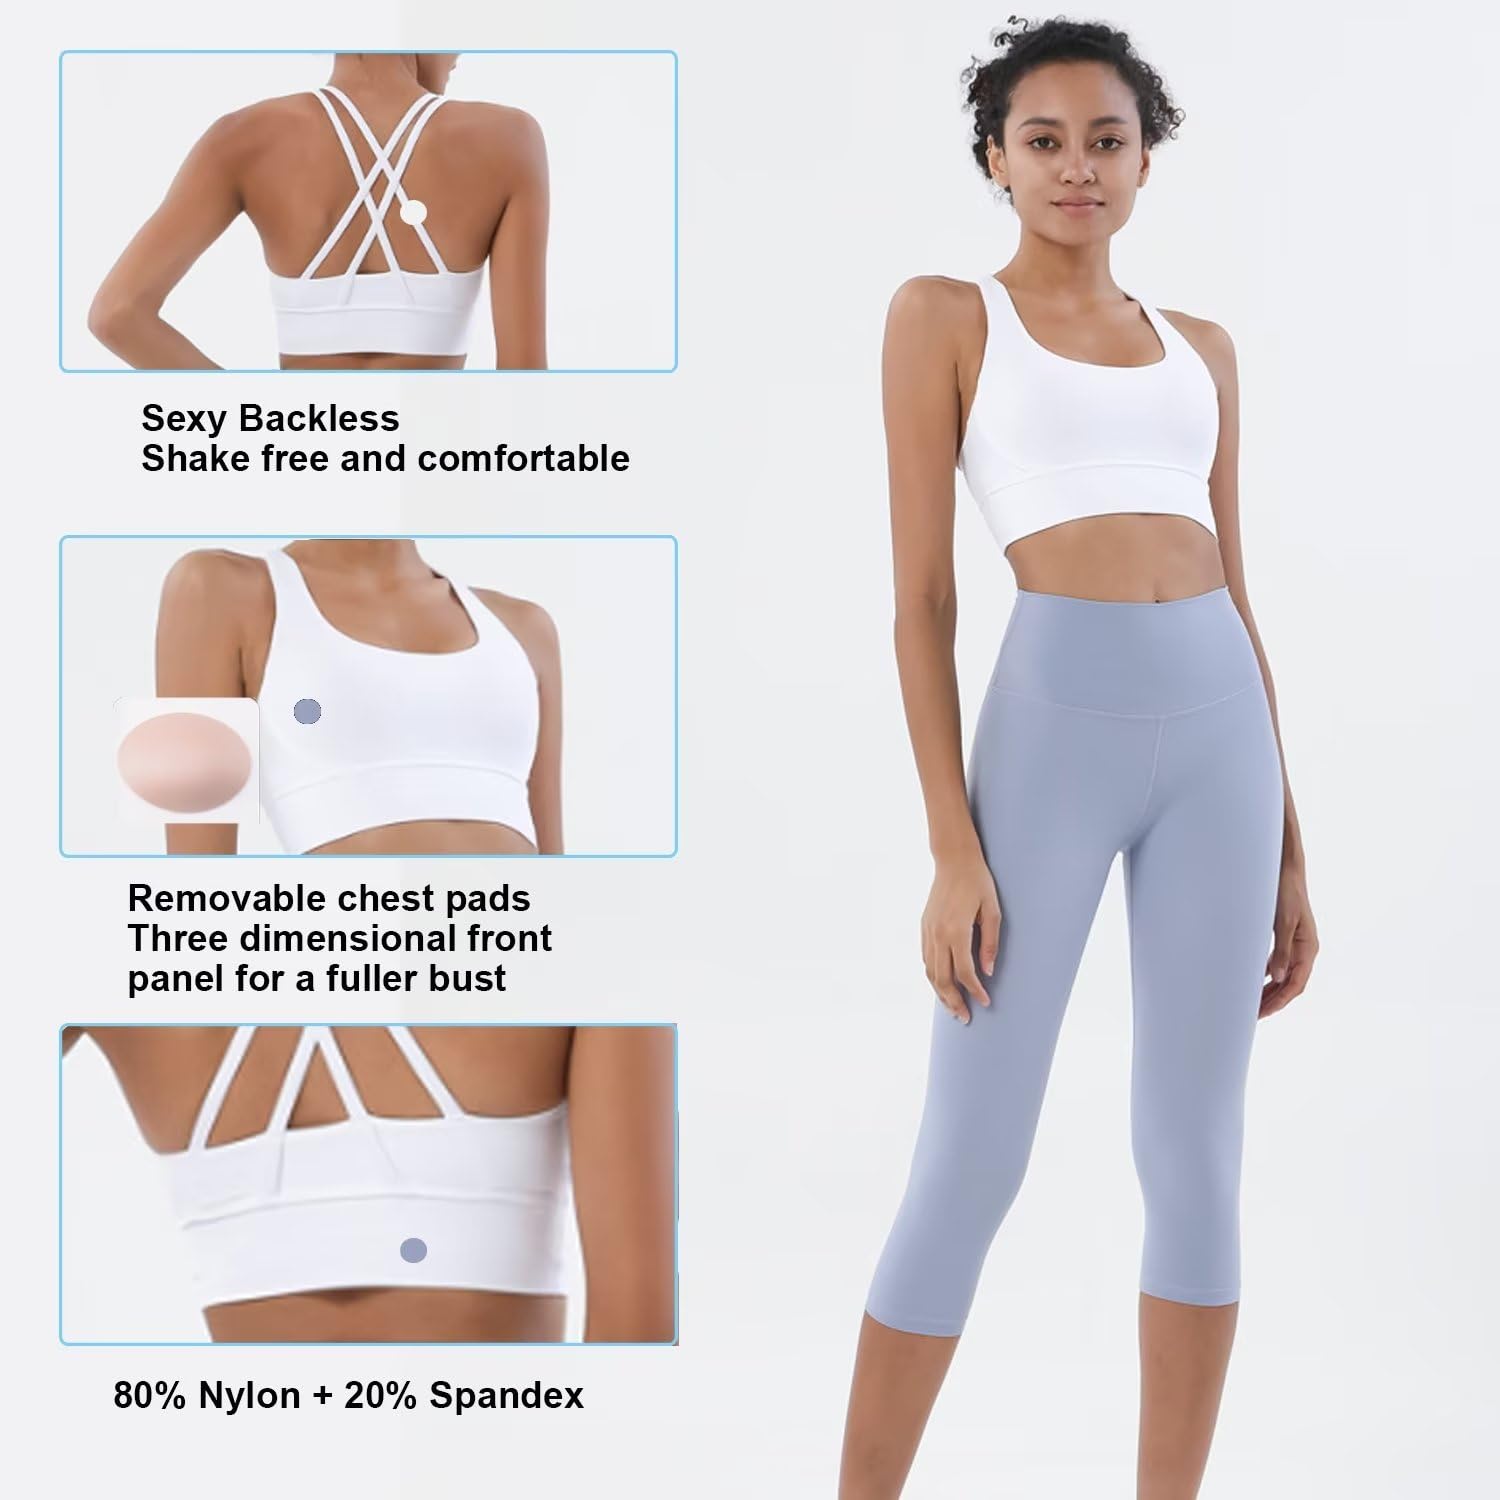 Sexy Backless
Shake free and comfortable
Removable chest pads
Three dimensional front
panel for a fuller bust
80% Nylon + 20% Spandex